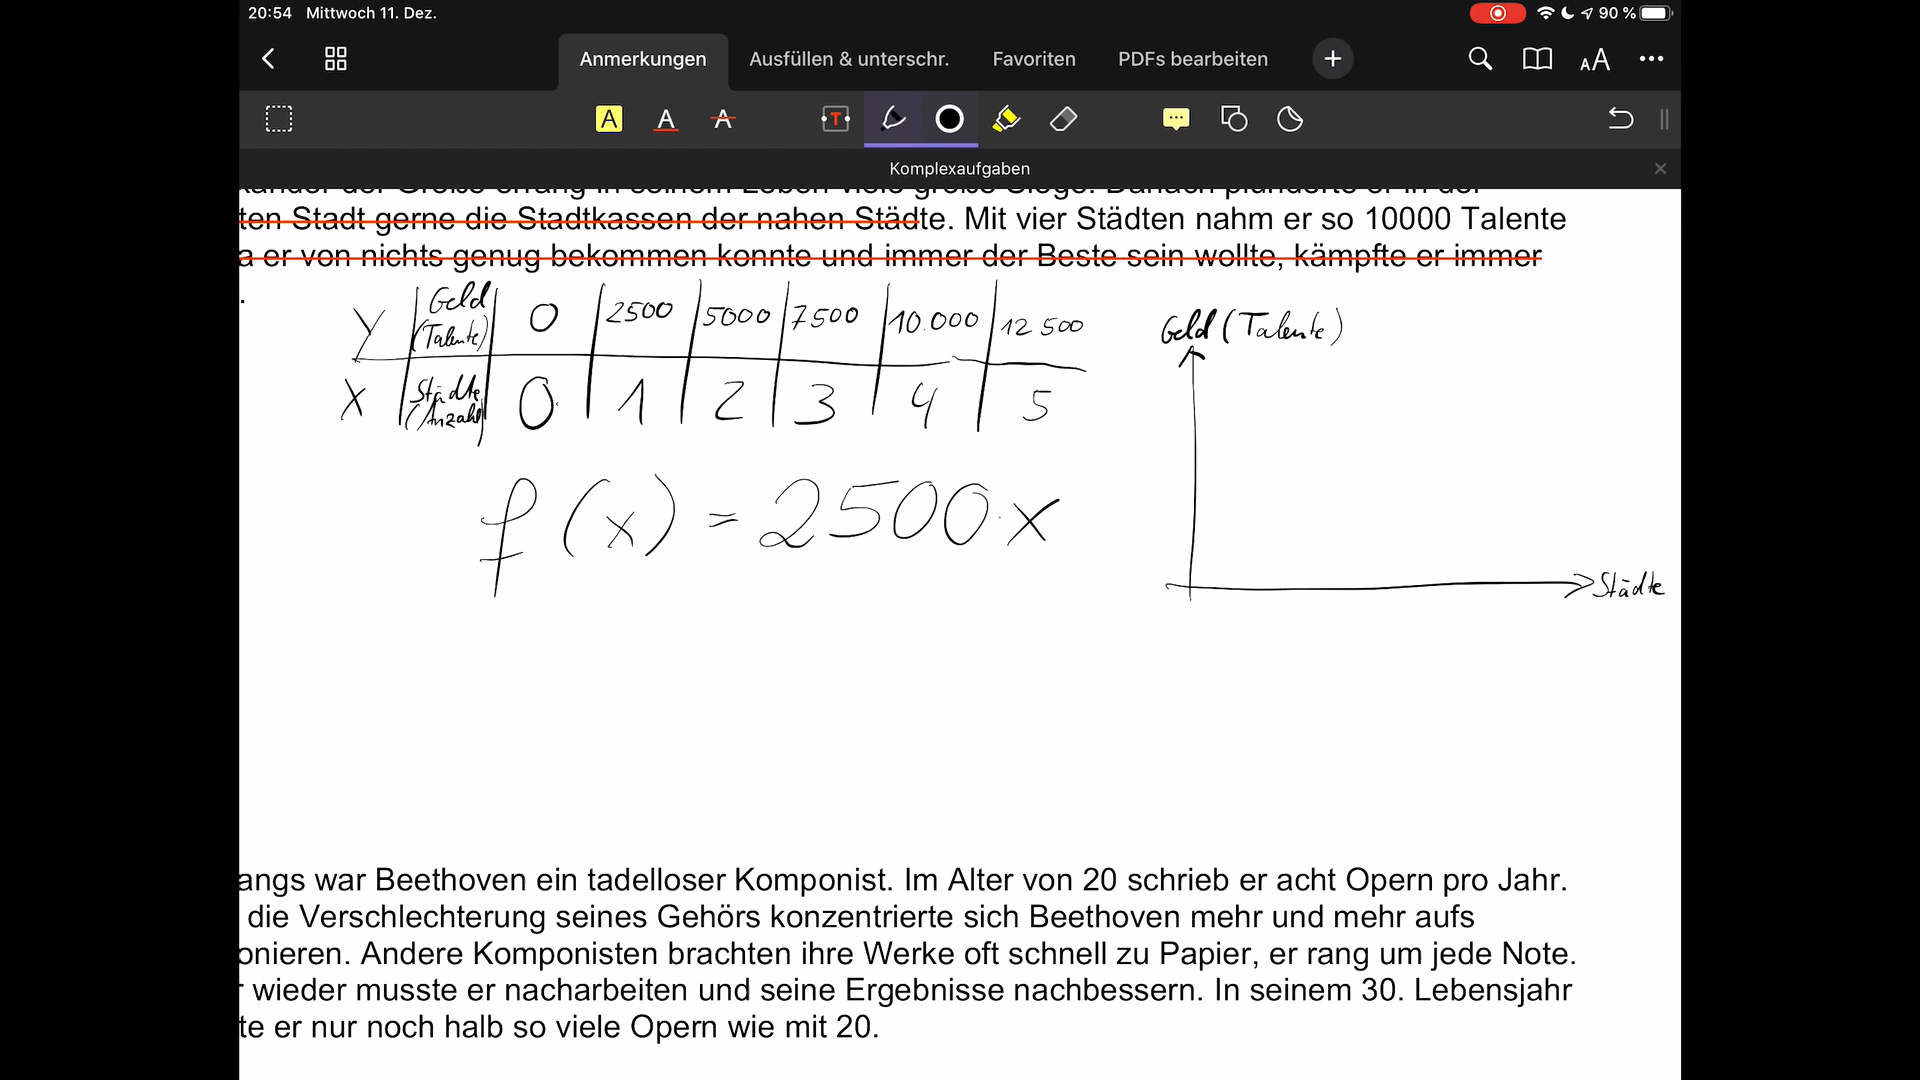 20:54 Mittwoch 11. Dez. 90 %
Anmerkungen Ausfüllen & unterschr. Favoriten PDFs bearbeiten
Komplexaufgaben
ten Stadt gerne die Stadtkassen der nahen Städte. Mit vier Städten nahm er so 10000 Talente
a er von nichts genug bekommen konnte und immer der Beste sein wollte, kämpfte er immer
.
Y Geld (Talente) 0 2500 5000 7500 10.000 12 500
X Städte (Anzahl) 0 1 2 3 4 5
f(x) = 2500·x
Geld (Talente)
Städte
angs war Beethoven ein tadelloser Komponist. Im Alter von 20 schrieb er acht Opern pro Jahr.
die Verschlechterung seines Gehörs konzentrierte sich Beethoven mehr und mehr aufs
onieren. Andere Komponisten brachten ihre Werke oft schnell zu Papier, er rang um jede Note.
r wieder musste er nacharbeiten und seine Ergebnisse nachbessern. In seinem 30. Lebensjahr
te er nur noch halb so viele Opern wie mit 20.